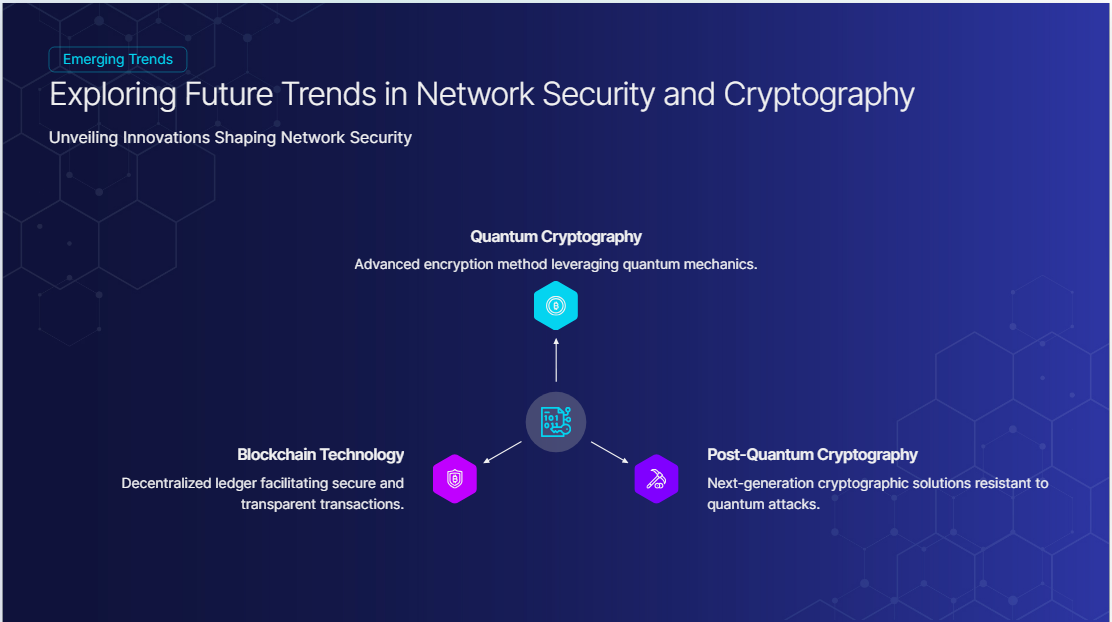 Emerging Trends
Exploring Future Trends in Network Security and Cryptography
Unveiling Innovations Shaping Network Security
Quantum Cryptography
Advanced encryption method leveraging quantum mechanics.
101
011
Blockchain Technology
Decentralized ledger facilitating secure and
transparent transactions.
Post-Quantum Cryptography
Next-generation cryptographic solutions resistant to
quantum attacks.